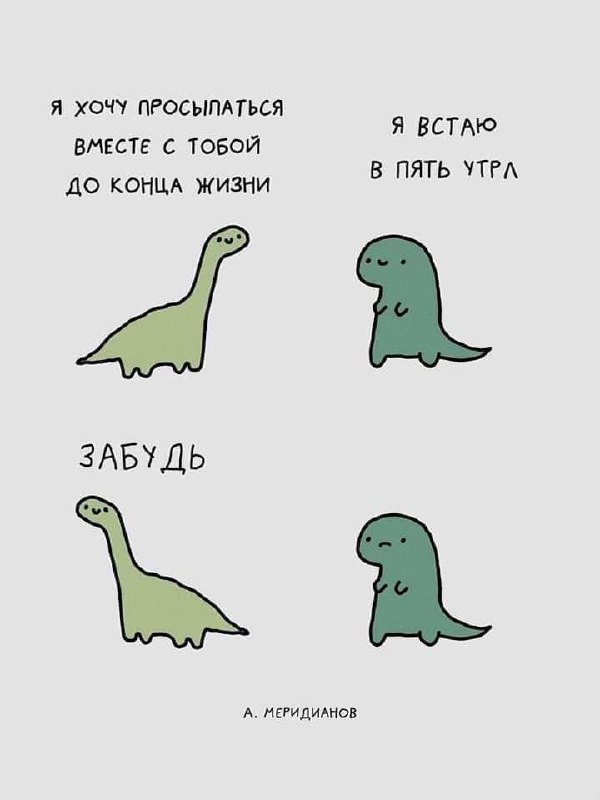 Я ХОЧУ ПРОСЫПАТЬСЯ
ВМЕСТЕ С ТОБОЙ
ДО КОНЦА ЖИЗНИ
Я ВСТАЮ
В ПЯТЬ УТРА
ЗАБУДЬ
А. МЕРИДИАНОВ